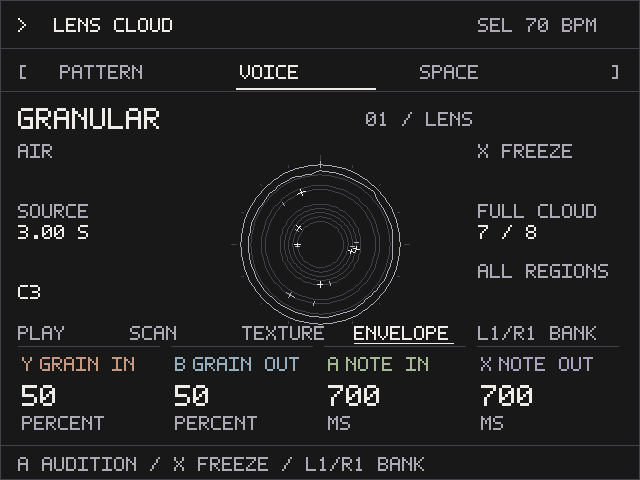 > LENS CLOUD SEL 70 BPM
[ PATTERN VOICE SPACE ]
GRANULAR 01 / LENS
AIR X FREEZE
SOURCE FULL CLOUD
3.00 S 7 / 8
ALL REGIONS
C3
PLAY SCAN TEXTURE ENVELOPE L1/R1 BANK
Y GRAIN IN B GRAIN OUT A NOTE IN X NOTE OUT
50 50 700 700
PERCENT PERCENT MS MS
A AUDITION / X FREEZE / L1/R1 BANK